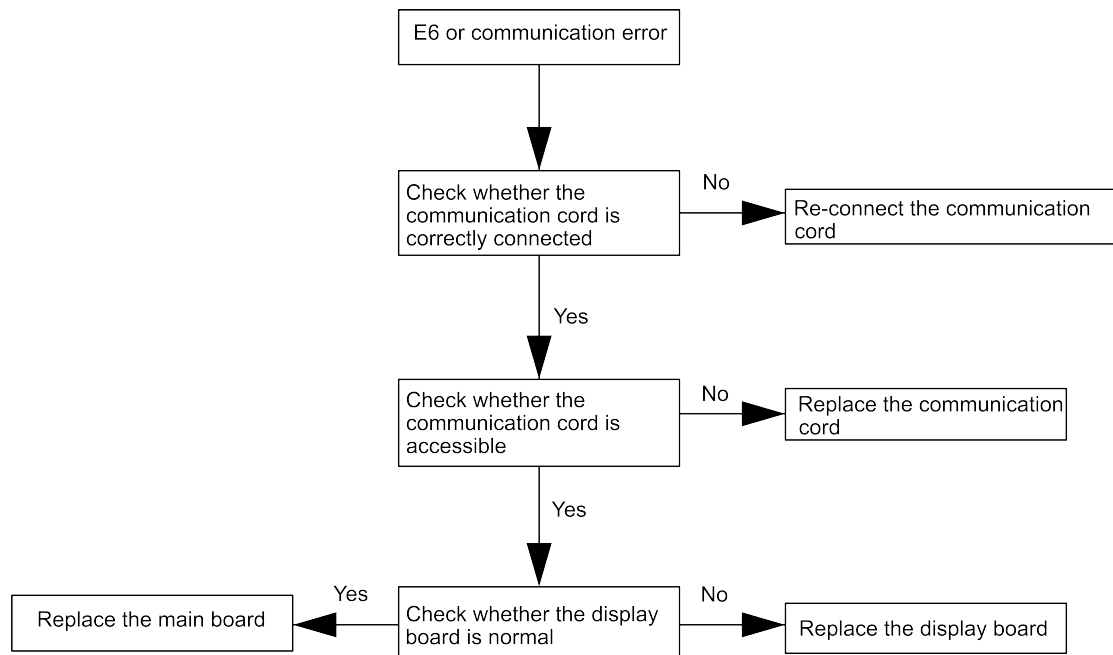 E6 or communication error
Check whether the
communication cord is
correctly connected
No
Re-connect the communication
cord
Yes
Check whether the
communication cord is
accessible
No
Replace the communication
cord
Yes
Replace the main board
Yes
Check whether the display
board is normal
No
Replace the display board